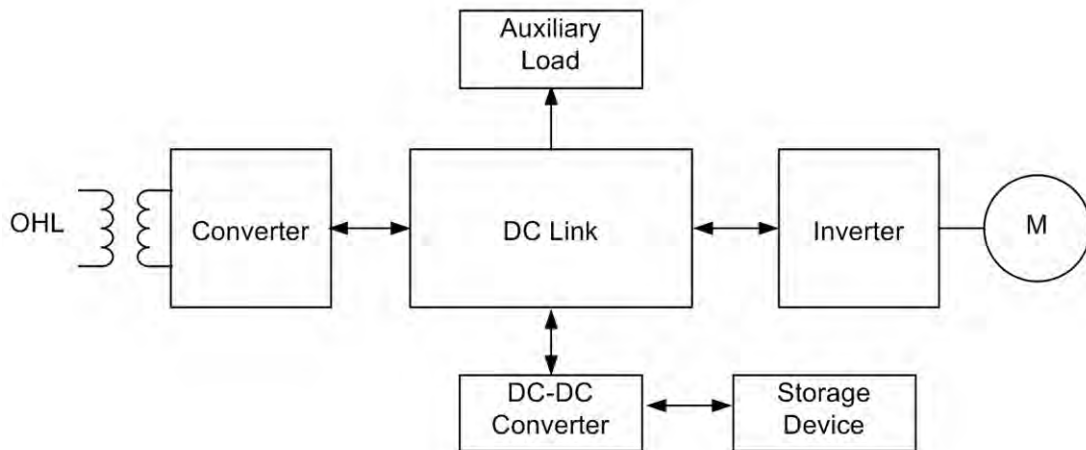 Auxiliary
Load
OHL
Converter
DC Link
Inverter
M
DC-DC
Converter
Storage
Device